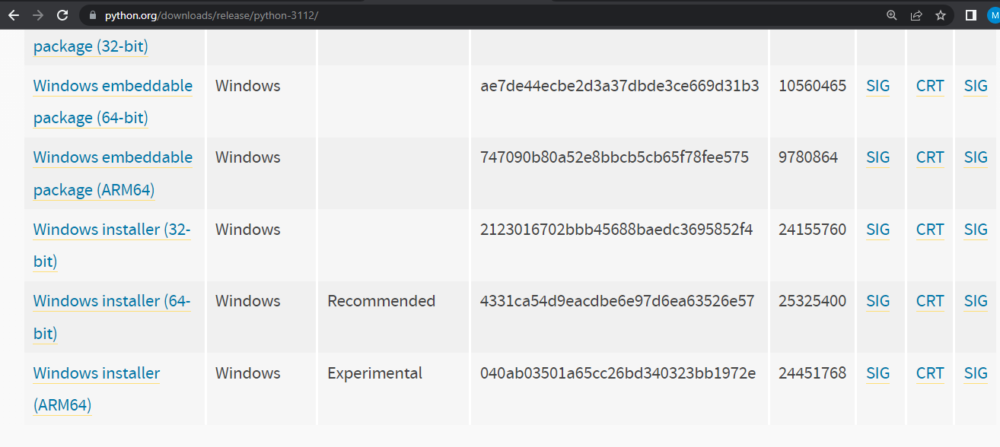 python.org/downloads/release/python-3112/
M
package (32-bit)
Windows embeddable Windows ae7de44ecbe2d3a37dbde3ce669d31b3 10560465 SIG CRT SIG
package (64-bit)
Windows embeddable Windows 747090b80a52e8bbcb5cb65f78fee575 9780864 SIG CRT SIG
package (ARM64)
Windows installer (32- Windows 2123016702bbb45688baedc3695852f4 24155760 SIG CRT SIG
bit)
Windows installer (64- Windows Recommended 4331ca54d9eacdbe6e97d6ea63526e57 25325400 SIG CRT SIG
bit)
Windows installer Windows Experimental 040ab03501a65cc26bd340323bb1972e 24451768 SIG CRT SIG
(ARM64)